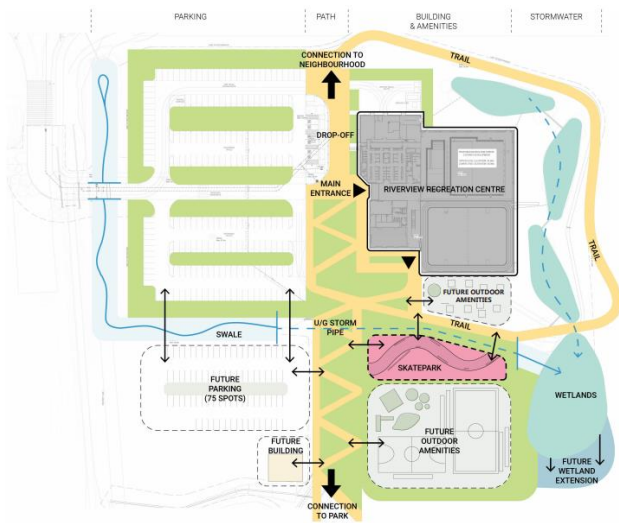 PARKING
PATH
BUILDING
& AMENITIES
STORMWATER
CONNECTION TO
NEIGHBOURHOOD
TRAIL
DROP-OFF
MAIN
ENTRANCE
RIVERVIEW RECREATION CENTRE
TRAIL
FUTURE OUTDOOR
AMENITIES
U/G STORM
PIPE
TRAIL
SWALE
SKATEPARK
FUTURE
PARKING
(75 SPOTS)
WETLANDS
FUTURE
OUTDOOR
AMENITIES
FUTURE
BUILDING
FUTURE
WETLAND
EXTENSION
CONNECTION
TO PARK